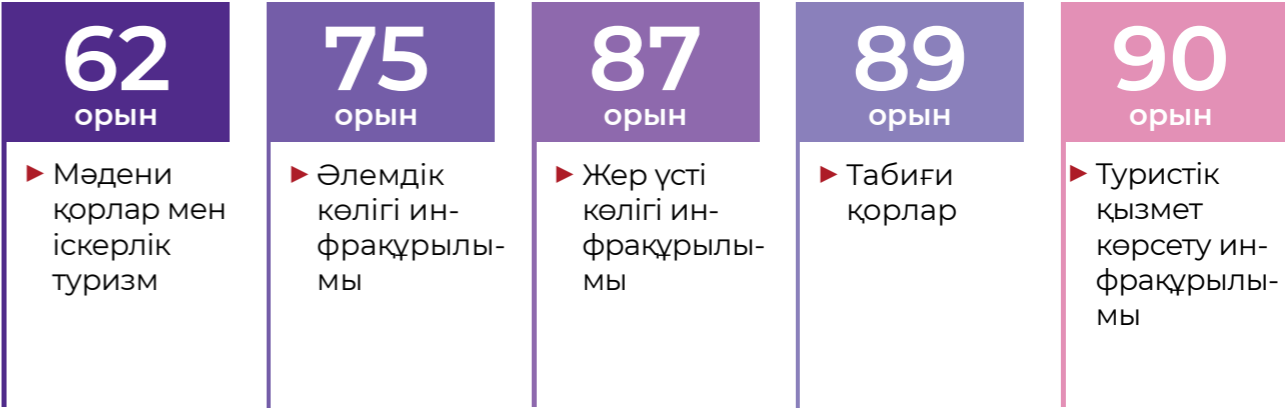 62
орын
► Мәдени
қорлар мен
іскерлік
туризм
75
орын
► Әлемдік
көлігі ин-
фрақұрылы-
мы
87
орын
► Жер үсті
көлігі ин-
фрақұрылы-
мы
89
орын
► Табиғи
қорлар
90
орын
► Туристік
қызмет
көрсету ин-
фрақұрылы-
мы